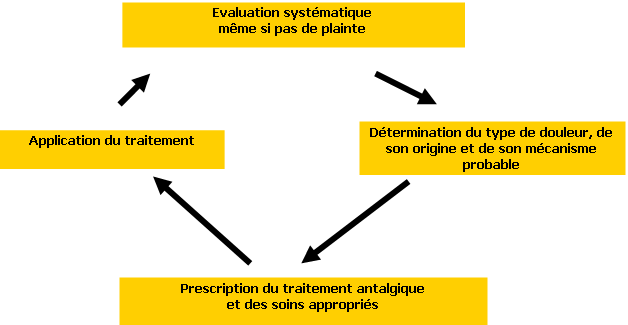 Evaluation systématique
même si pas de plainte
Détermination du type de douleur, de
son origine et de son mécanisme
probable
Application du traitement
Prescription du traitement antalgique
et des soins appropriés